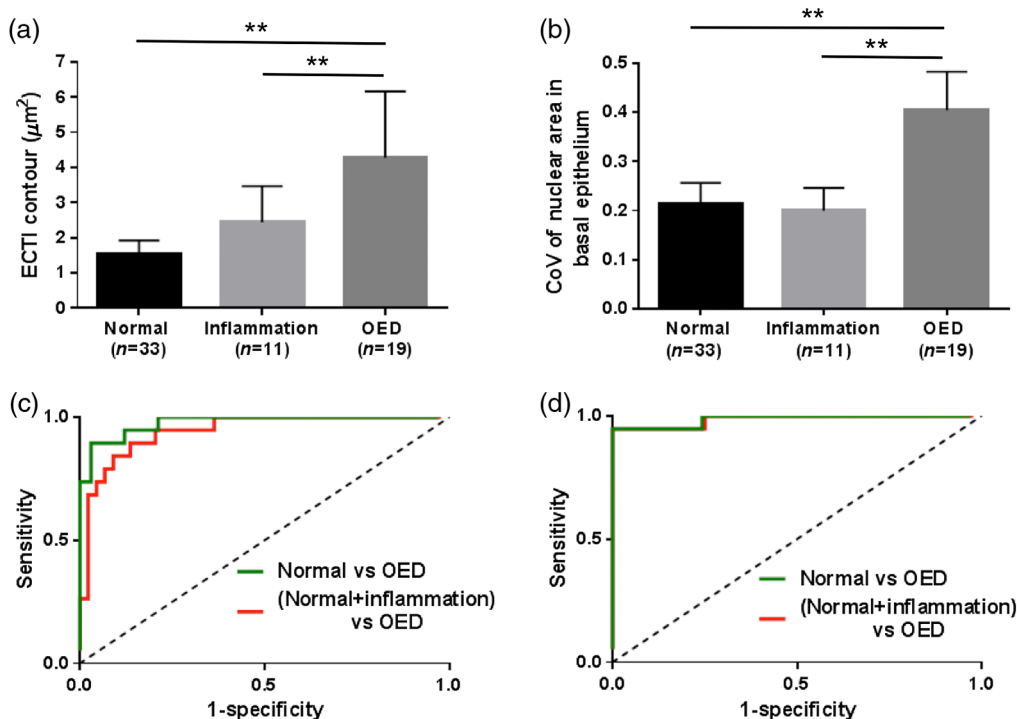 (a)
**
**
7
6
5
4
3
2
1
0
ECTI contour (μm²)
Normal
(n=33)
Inflammation
(n=11)
OED
(n=19)
(b)
**
**
0.5
0.4
0.3
0.2
0.1
0.0
CoV of nuclear area in
basal epithelium
Normal
(n=33)
Inflammation
(n=11)
OED
(n=19)
(c)
1.0
0.5
0.0
Sensitivity
Normal vs OED
(Normal+inflammation)
vs OED
0.0
0.5
1.0
1-specificity
(d)
1.0
0.5
0.0
Sensitivity
Normal vs OED
(Normal+inflammation)
vs OED
0.0
0.5
1.0
1-specificity